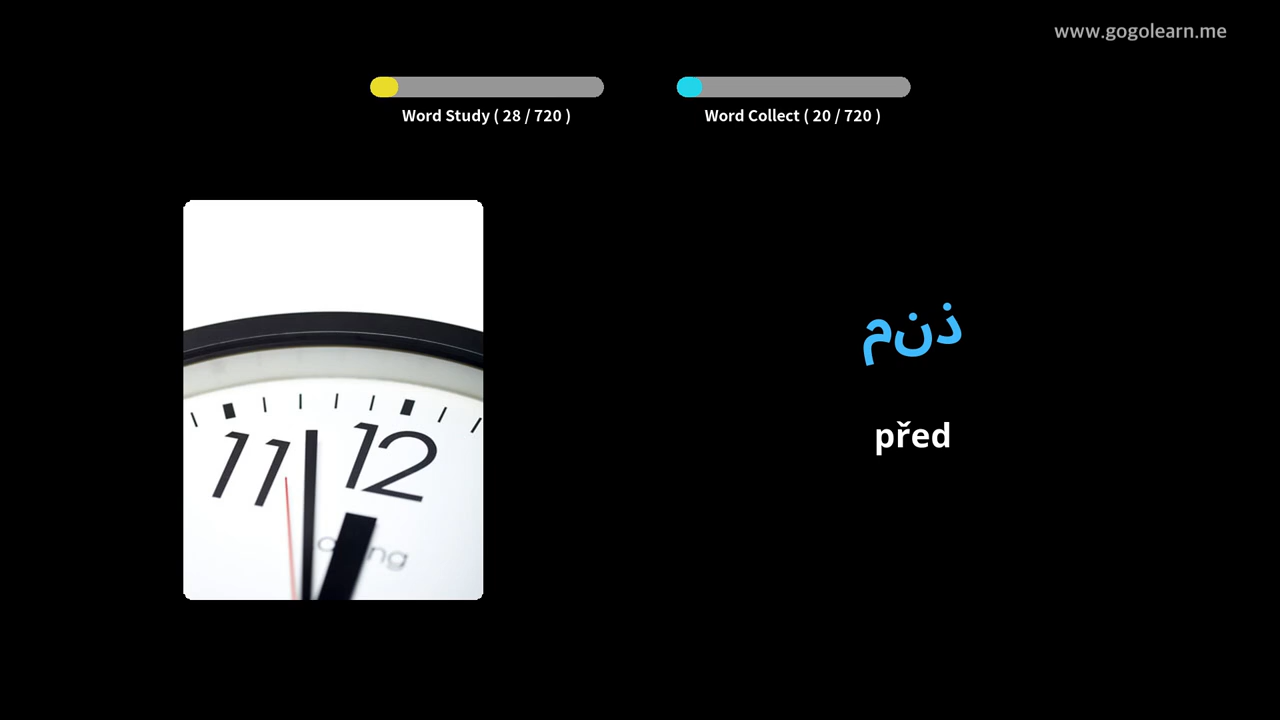 www.gogolearn.me
Word Study ( 28 / 720 )
Word Collect ( 20 / 720 )
11 12
منذ
před